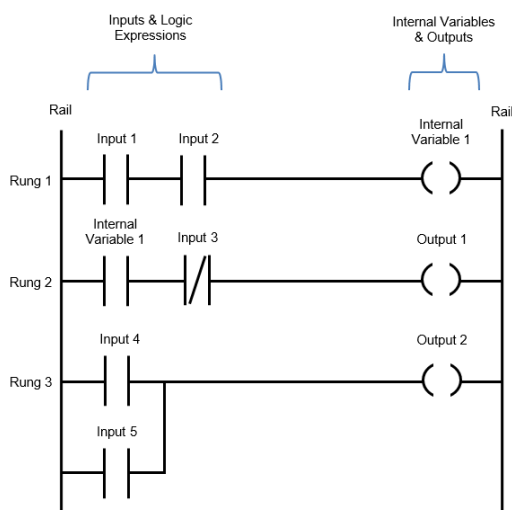 Inputs & Logic
Expressions
Internal Variables
& Outputs
Rail
Rail
Input 1
Input 2
Internal
Variable 1
Rung 1
Internal
Variable 1
Input 3
Output 1
Rung 2
Input 4
Output 2
Rung 3
Input 5